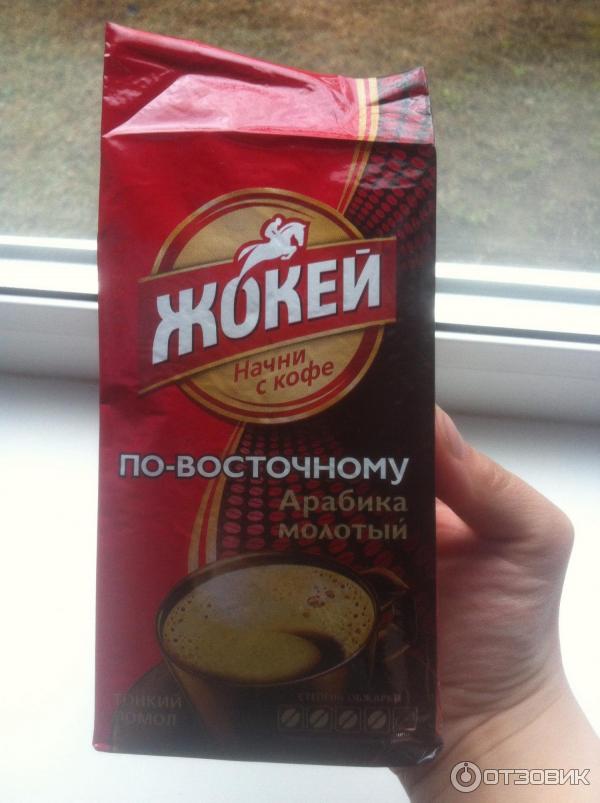 ЖОКЕЙ
Начни
с кофе
ПО-ВОСТОЧНОМУ
Арабика
молотый
ТОНКИЙ
ПОМОЛ
СТЕПЕНЬ ОБЖАРКИ
ОТЗОВИК